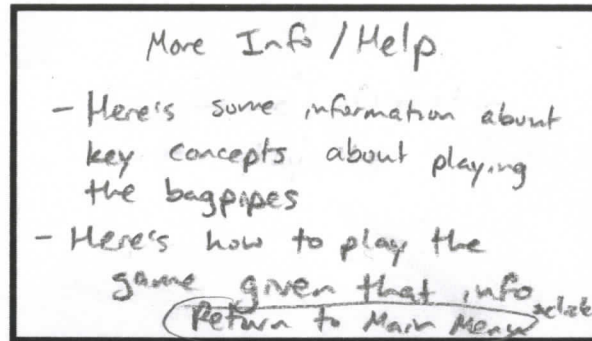 More Info / Help
- Here's some information about
key concepts about playing
the bagpipes
- Here's how to play the
game given that info
Return to Main Menu